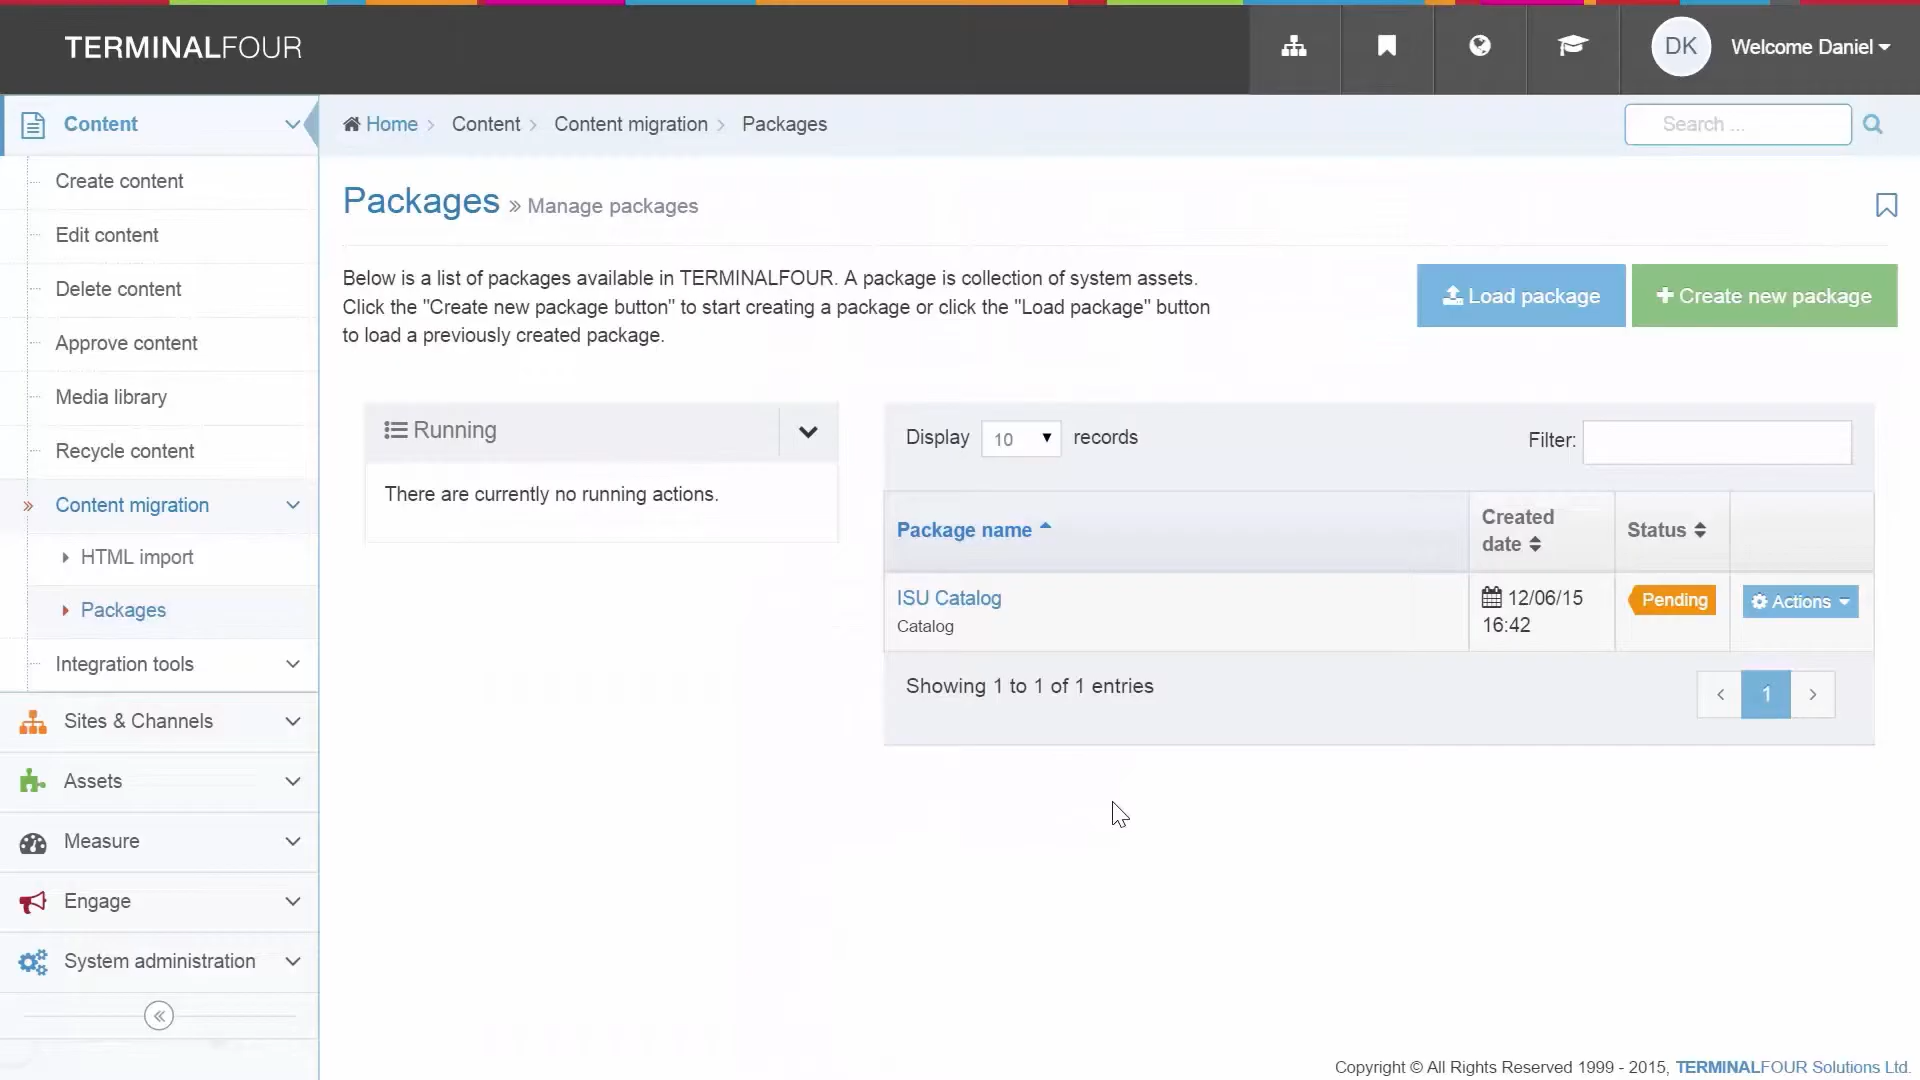 TERMINALFOUR
DK
Welcome Daniel
Content
Create content
Edit content
Delete content
Approve content
Media library
Recycle content
Content migration
HTML import
Packages
Integration tools
Sites & Channels
Assets
Measure
Engage
System administration
Home > Content > Content migration > Packages
Search ...
Packages » Manage packages
Below is a list of packages available in TERMINALFOUR. A package is collection of system assets.
Click the "Create new package button" to start creating a package or click the "Load package" button
to load a previously created package.
Load package
Create new package
Running
There are currently no running actions.
Display 10 records
Filter:
Package name
Created
date
Status
ISU Catalog
Catalog
12/06/15
16:42
Pending
Actions
Showing 1 to 1 of 1 entries
1
Copyright © All Rights Reserved 1999 - 2015, TERMINALFOUR Solutions Ltd.